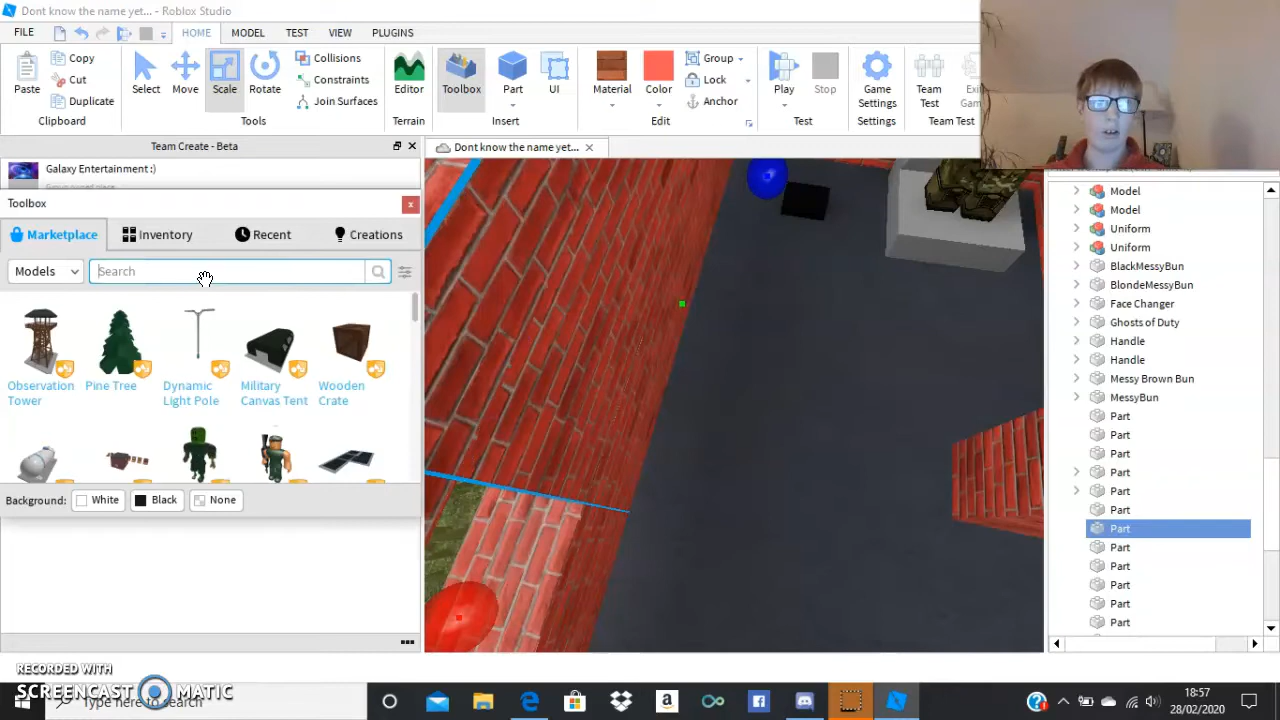 Don't know the name yet... - Roblox Studio
FILE
HOME
MODEL
TEST
VIEW
PLUGINS
Paste
Copy
Cut
Duplicate
Clipboard
Select
Move
Scale
Rotate
Tools
Collisions
Constraints
Join Surfaces
Editor
Terrain
Toolbox
Part
UI
Insert
Material
Color
Group
Lock
Anchor
Edit
Play
Stop
Test
Game
Settings
Settings
Team
Test
Team Test
Team Create - Beta
Don't know the name yet...
Galaxy Entertainment :)
Toolbox
Marketplace
Inventory
Recent
Creations
Models
Search
Observation
Tower
Pine Tree
Dynamic
Light Pole
Military
Canvas Tent
Wooden
Crate
Background:
White
Black
None
Model
Model
Uniform
Uniform
BlackMessyBun
BlondeMessyBun
Face Changer
Ghosts of Duty
Handle
Handle
Messy Brown Bun
MessyBun
Part
Part
Part
Part
Part
Part
Part
Part
Part
Part
Part
Part
RECORDED WITH
SCREENCAST MATIC
Type here to search
18:57
28/02/2020